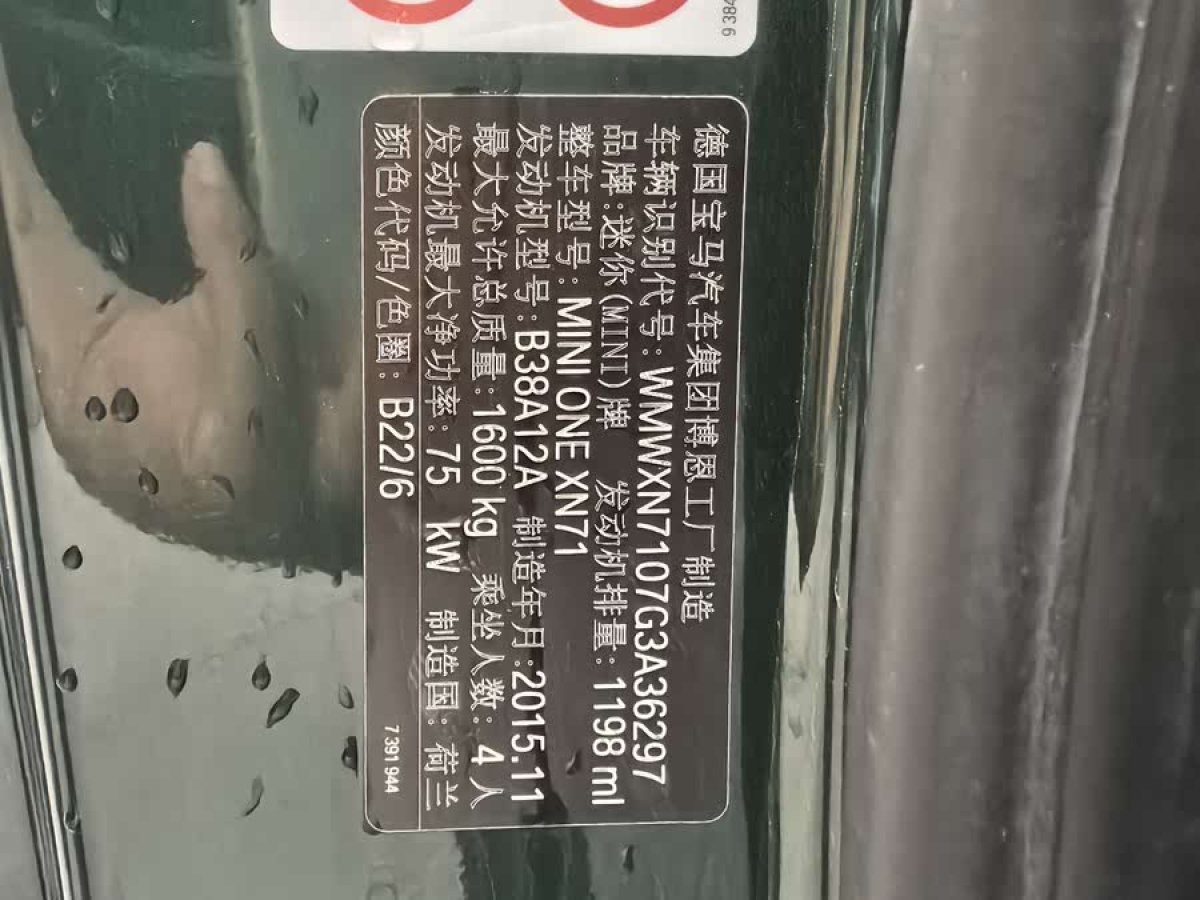 9 384
德国宝马汽车集团博恩工厂 制造
车辆识别代号: WMWXN7107G3A36297
品牌:迷你(MINI)牌 发动机排量: 1198 ml
整车型号: MINI ONE XN71
发动机型号: B38A12A 制造年月:2015.11
最大允许总质量: 1600 kg 乘坐人数: 4人
发动机最大净功率: 75 kW 制造国: 荷兰
颜色代码/色圈: B22/6
7 391 944